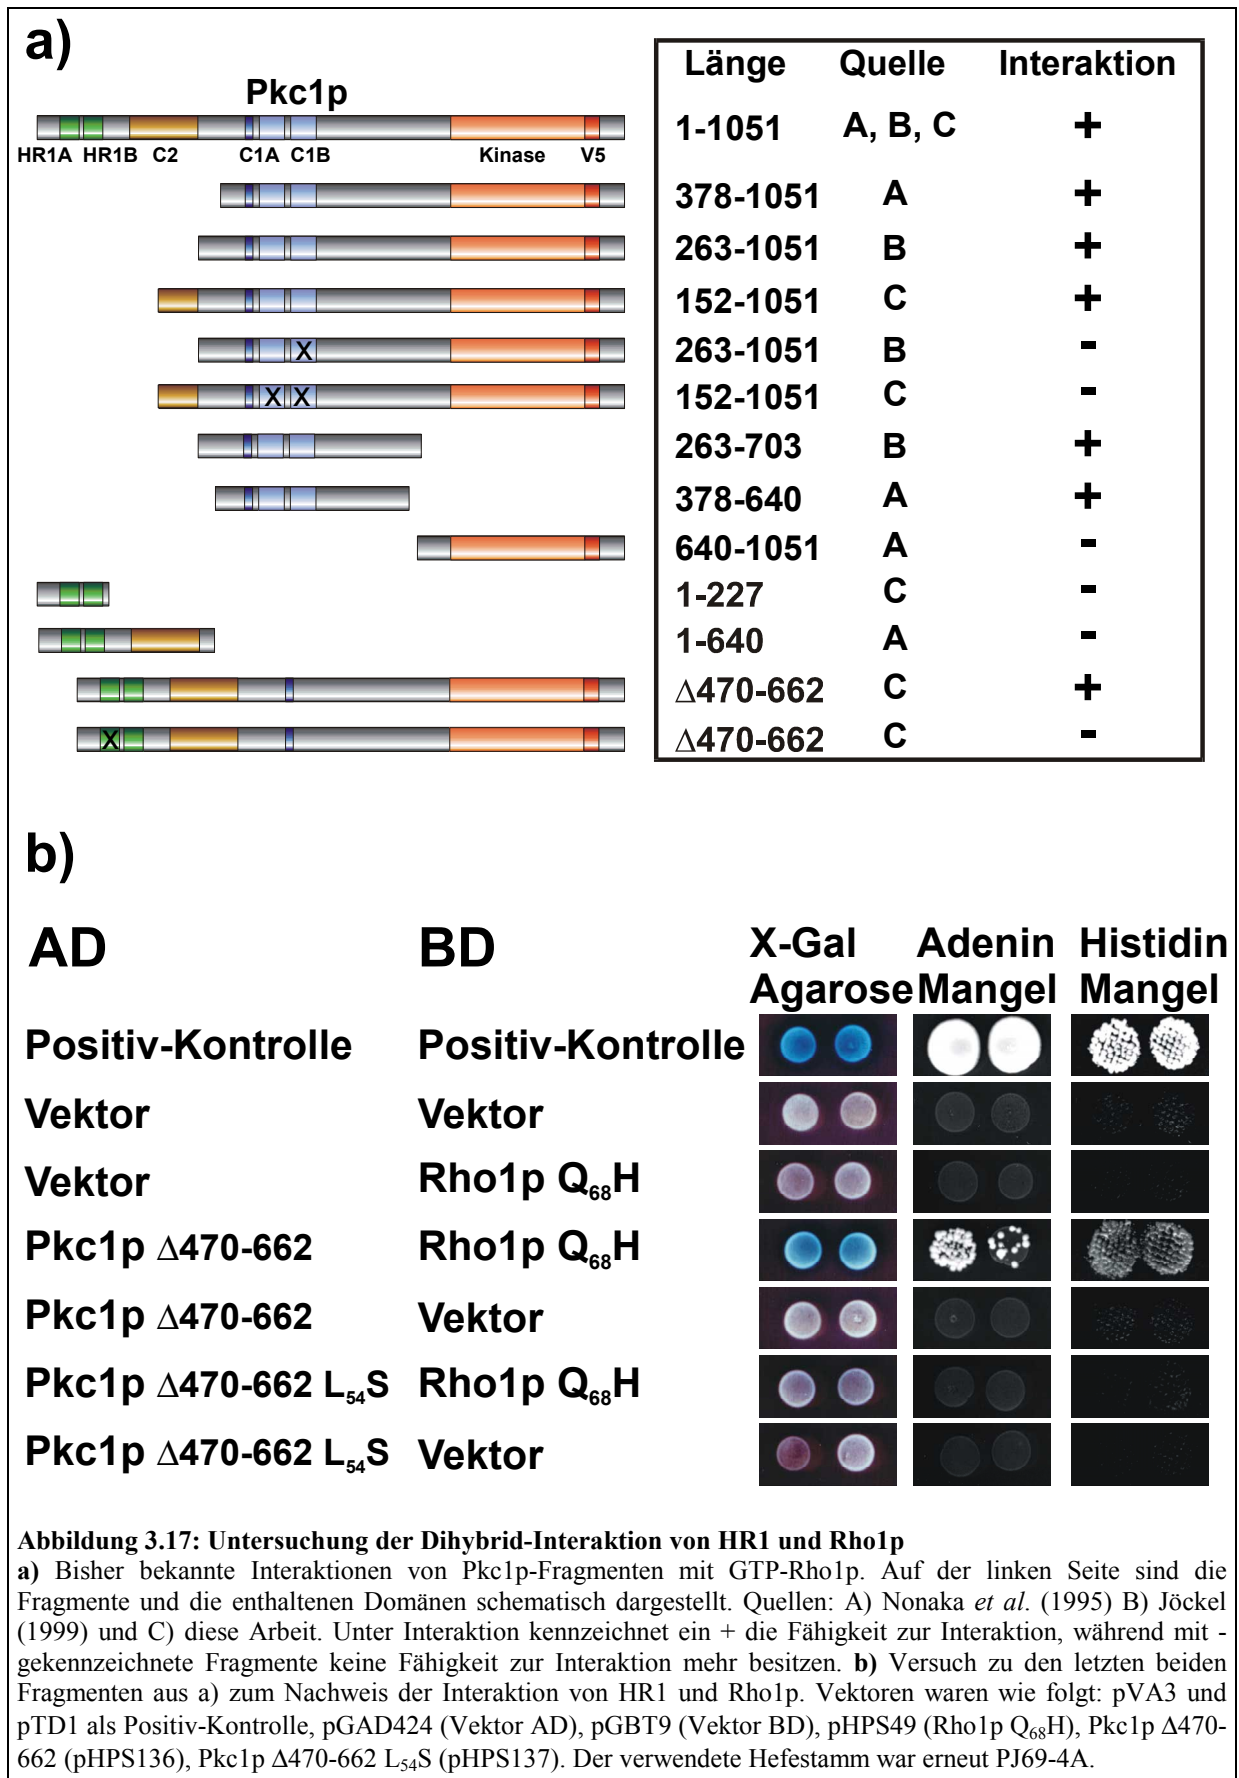 a)
Länge Quelle Interaktion
Pkc1p
1-1051 A, B, C +
HR1A HR1B C2 C1A C1B Kinase V5
378-1051 A +
263-1051 B +
152-1051 C +
X 263-1051 B -
X X 152-1051 C -
263-703 B +
378-640 A +
640-1051 A -
1-227 C -
1-640 A -
Δ470-662 C +
X Δ470-662 C -
b)
AD BD X-Gal Agarose Adenin Mangel Histidin Mangel
Positiv-Kontrolle Positiv-Kontrolle
Vektor Vektor
Vektor Rho1p Q₆₈H
Pkc1p Δ470-662 Rho1p Q₆₈H
Pkc1p Δ470-662 Vektor
Pkc1p Δ470-662 L₅₄S Rho1p Q₆₈H
Pkc1p Δ470-662 L₅₄S Vektor
Abbildung 3.17: Untersuchung der Dihybrid-Interaktion von HR1 und Rho1p
a) Bisher bekannte Interaktionen von Pkc1p-Fragmenten mit GTP-Rho1p. Auf der linken Seite sind die
Fragmente und die enthaltenen Domänen schematisch dargestellt. Quellen: A) Nonaka et al. (1995) B) Jöckel
(1999) und C) diese Arbeit. Unter Interaktion kennzeichnet ein + die Fähigkeit zur Interaktion, während mit -
gekennzeichnete Fragmente keine Fähigkeit zur Interaktion mehr besitzen. b) Versuch zu den letzten beiden
Fragmenten aus a) zum Nachweis der Interaktion von HR1 und Rho1p. Vektoren waren wie folgt: pVA3 und
pTD1 als Positiv-Kontrolle, pGAD424 (Vektor AD), pGBT9 (Vektor BD), pHPS49 (Rho1p Q₆₈H), Pkc1p Δ470-
662 (pHPS136), Pkc1p Δ470-662 L₅₄S (pHPS137). Der verwendete Hefestamm war erneut PJ69-4A.